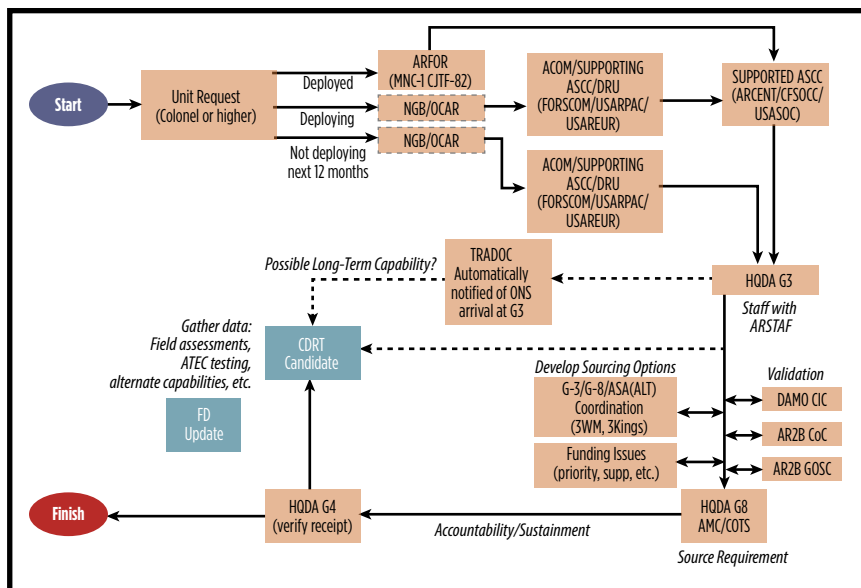 Start
Unit Request
(Colonel or higher)
Deployed
Deploying
Not deploying
next 12 months
ARFOR
(MNC-1 CJTF-82)
NGB/OCAR
NGB/OCAR
ACOM/SUPPORTING
ASCC/DRU
(FORSCOM/USARPAC/
USAREUR)
SUPPORTED ASCC
(ARCENT/CFSOCC/
USASOC)
ACOM/SUPPORTING
ASCC/DRU
(FORSCOM/USARPAC/
USAREUR)
Possible Long-Term Capability?
TRADOC
Automatically
notified of ONS
arrival at G3
HQDA G3
Staff with
ARSTAF
Gather data:
Field assessments,
ATEC testing,
alternate capabilities, etc.
CDRT
Candidate
FD
Update
Develop Sourcing Options
G-3/G-8/ASA(ALT)
Coordination
(3WM, 3Kings)
Funding Issues
(priority, supp, etc.)
Validation
DAMO CIC
AR2B CoC
AR2B GOSC
Finish
HQDA G4
(verify receipt)
Accountability/Sustainment
HQDA G8
AMC/COTS
Source Requirement